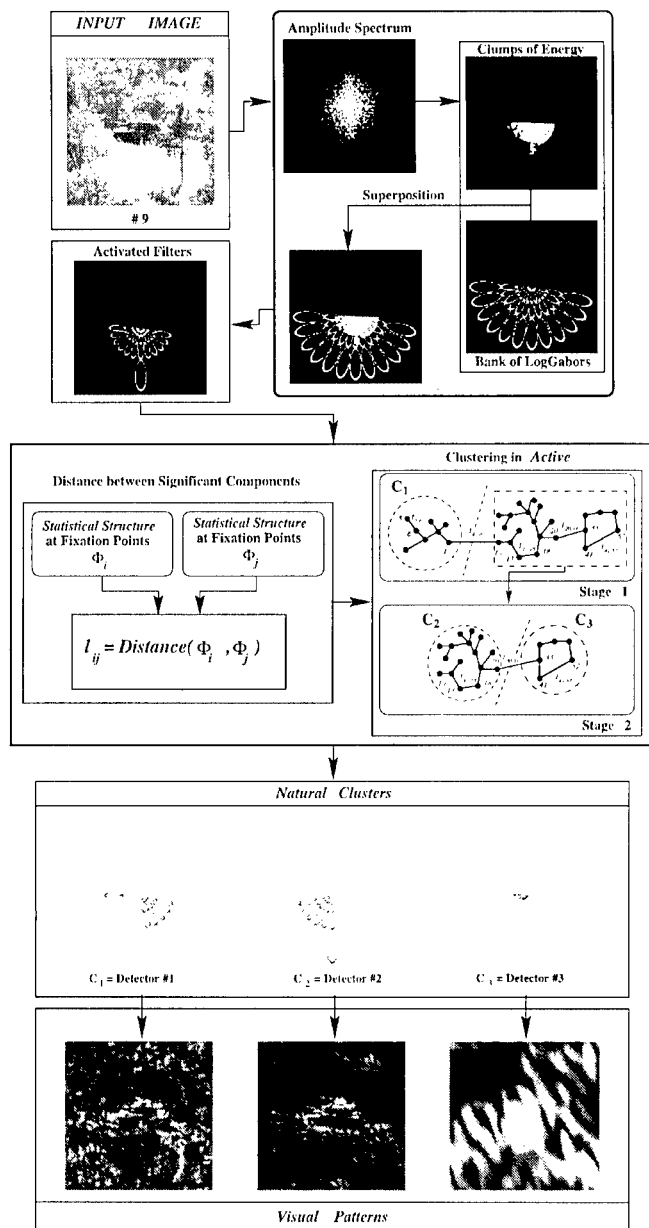 INPUT IMAGE
# 9
Amplitude Spectrum
Clumps of Energy
Superposition
Bank of LogGabors
Activated Filters
Distance between Significant Components
Statistical Structure
at Fixation Points
Φi
Statistical Structure
at Fixation Points
Φj
lij = Distance( Φi , Φj )
Clustering in Active
C1
Stage 1
C2
C3
Stage 2
Natural Clusters
C1 = Detector #1
C2 = Detector #2
C3 = Detector #3
Visual Patterns